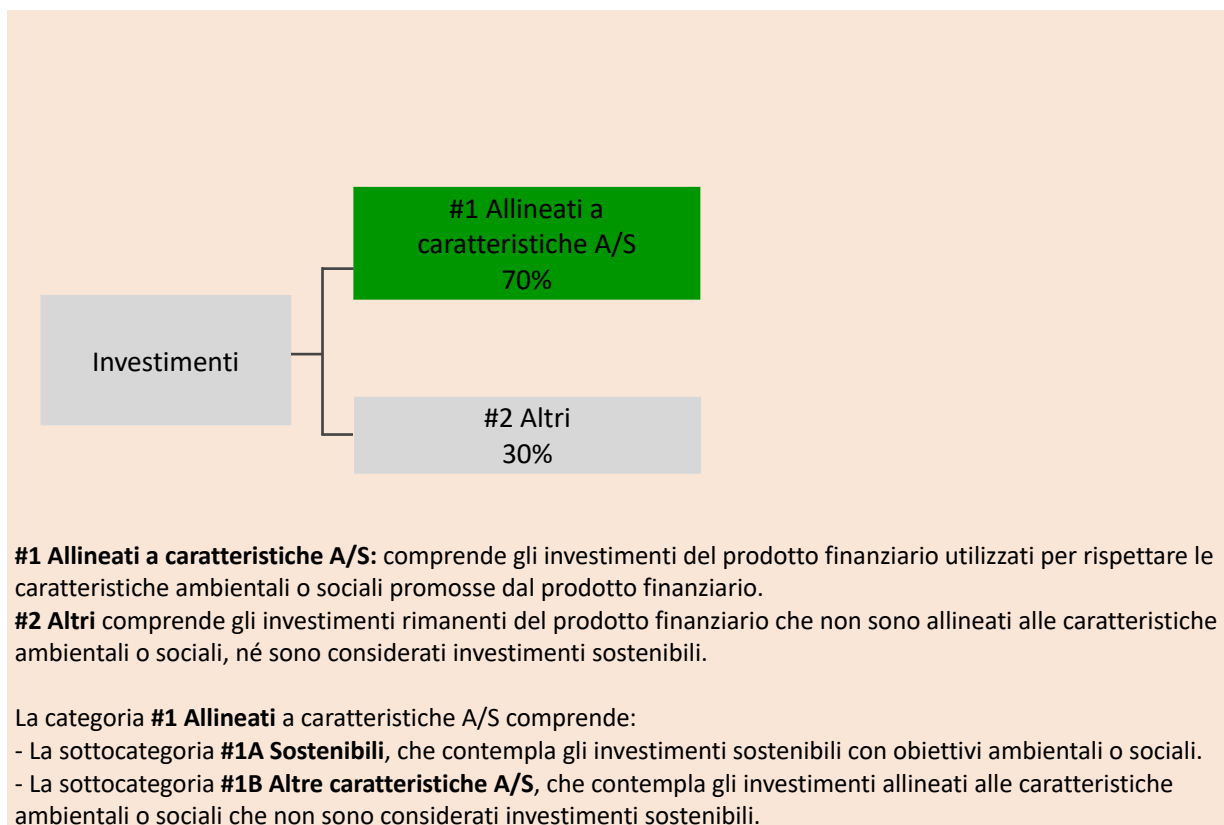 #1 Allineati a
caratteristiche A/S
70%
Investimenti
#2 Altri
30%
#1 Allineati a caratteristiche A/S: comprende gli investimenti del prodotto finanziario utilizzati per rispettare le
caratteristiche ambientali o sociali promosse dal prodotto finanziario.
#2 Altri comprende gli investimenti rimanenti del prodotto finanziario che non sono allineati alle caratteristiche
ambientali o sociali, né sono considerati investimenti sostenibili.
La categoria #1 Allineati a caratteristiche A/S comprende:
- La sottocategoria #1A Sostenibili, che contempla gli investimenti sostenibili con obiettivi ambientali o sociali.
- La sottocategoria #1B Altre caratteristiche A/S, che contempla gli investimenti allineati alle caratteristiche
ambientali o sociali che non sono considerati investimenti sostenibili.